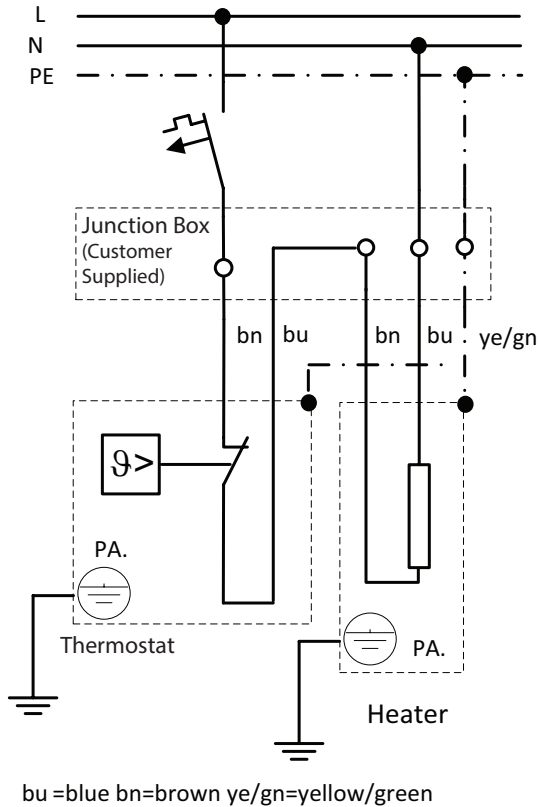 L
N
PE
Junction Box
(Customer
Supplied)
bn bu bn bu ye/gn
ϑ>
PA.
Thermostat
PA.
Heater
bu =blue bn=brown ye/gn=yellow/green